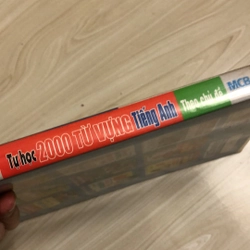 Tự học 2000 TỪ VỰNG Tiếng Anh Theo chủ đề MCB